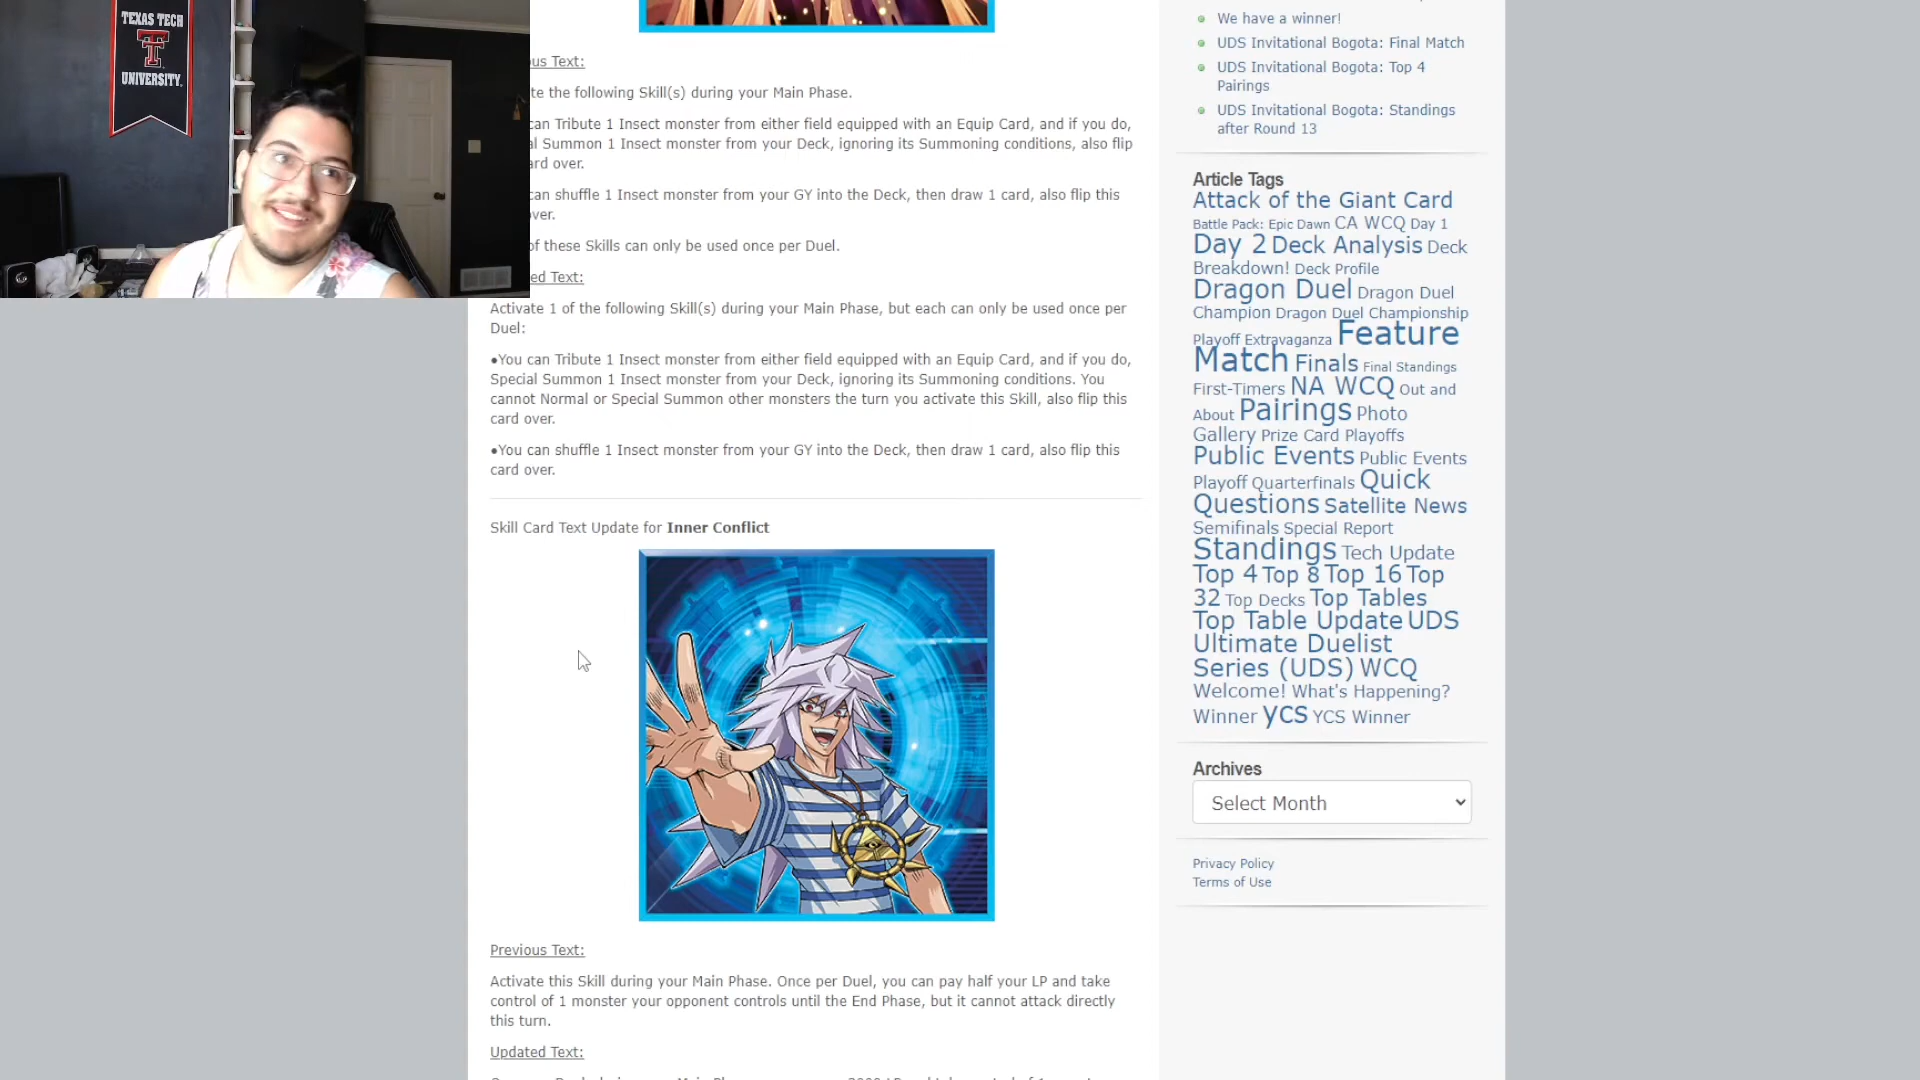 TEXAS TECH
T
UNIVERSITY.
ous Text:
te the following Skill(s) during your Main Phase.
can Tribute 1 Insect monster from either field equipped with an Equip Card, and if you do,
al Summon 1 Insect monster from your Deck, ignoring its Summoning conditions, also flip
ard over.
can shuffle 1 Insect monster from your GY into the Deck, then draw 1 card, also flip this
over.
of these Skills can only be used once per Duel.
ed Text:
Activate 1 of the following Skill(s) during your Main Phase, but each can only be used once per
Duel:
●You can Tribute 1 Insect monster from either field equipped with an Equip Card, and if you do,
Special Summon 1 Insect monster from your Deck, ignoring its Summoning conditions. You
cannot Normal or Special Summon other monsters the turn you activate this Skill, also flip this
card over.
●You can shuffle 1 Insect monster from your GY into the Deck, then draw 1 card, also flip this
card over.
Skill Card Text Update for Inner Conflict
Previous Text:
Activate this Skill during your Main Phase. Once per Duel, you can pay half your LP and take
control of 1 monster your opponent controls until the End Phase, but it cannot attack directly
this turn.
Updated Text:
We have a winner!
UDS Invitational Bogota: Final Match
UDS Invitational Bogota: Top 4
Pairings
UDS Invitational Bogota: Standings
after Round 13
Article Tags
Attack of the Giant Card
Battle Pack: Epic Dawn CA WCQ Day 1
Day 2 Deck Analysis Deck
Breakdown! Deck Profile
Dragon Duel Dragon Duel
Champion Dragon Duel Championship
Playoff Extravaganza Feature
Match Finals Final Standings
First-Timers NA WCQ Out and
About Pairings Photo
Gallery Prize Card Playoffs
Public Events Public Events
Playoff Quarterfinals Quick
Questions Satellite News
Semifinals Special Report
Standings Tech Update
Top 4 Top 8 Top 16 Top
32 Top Decks Top Tables
Top Table Update UDS
Ultimate Duelist
Series (UDS) WCQ
Welcome! What's Happening?
Winner ycs YCS Winner
Archives
Select Month
Privacy Policy
Terms of Use